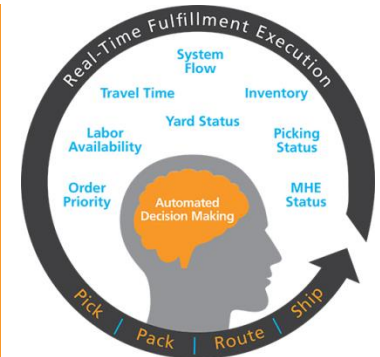 Real-Time Fulfillment Execution
System
Flow
Travel Time
Inventory
Yard Status
Labor
Availability
Picking
Status
Order
Priority
MHE
Status
Automated
Decision Making
Pick | Pack | Route | Ship